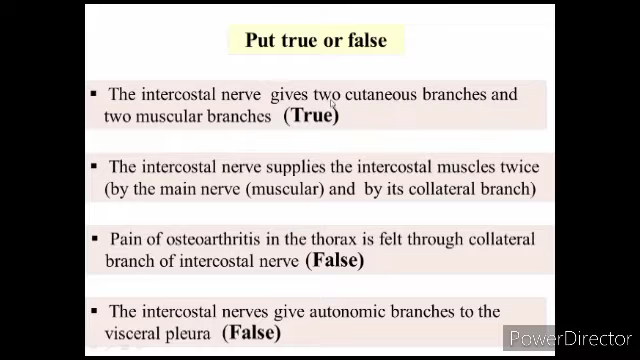 Put true or false
▪ The intercostal nerve gives two cutaneous branches and
two muscular branches (True)
▪ The intercostal nerve supplies the intercostal muscles twice
(by the main nerve (muscular) and by its collateral branch)
▪ Pain of osteoarthritis in the thorax is felt through collateral
branch of intercostal nerve (False)
▪ The intercostal nerves give autonomic branches to the
visceral pleura (False)
PowerDirector